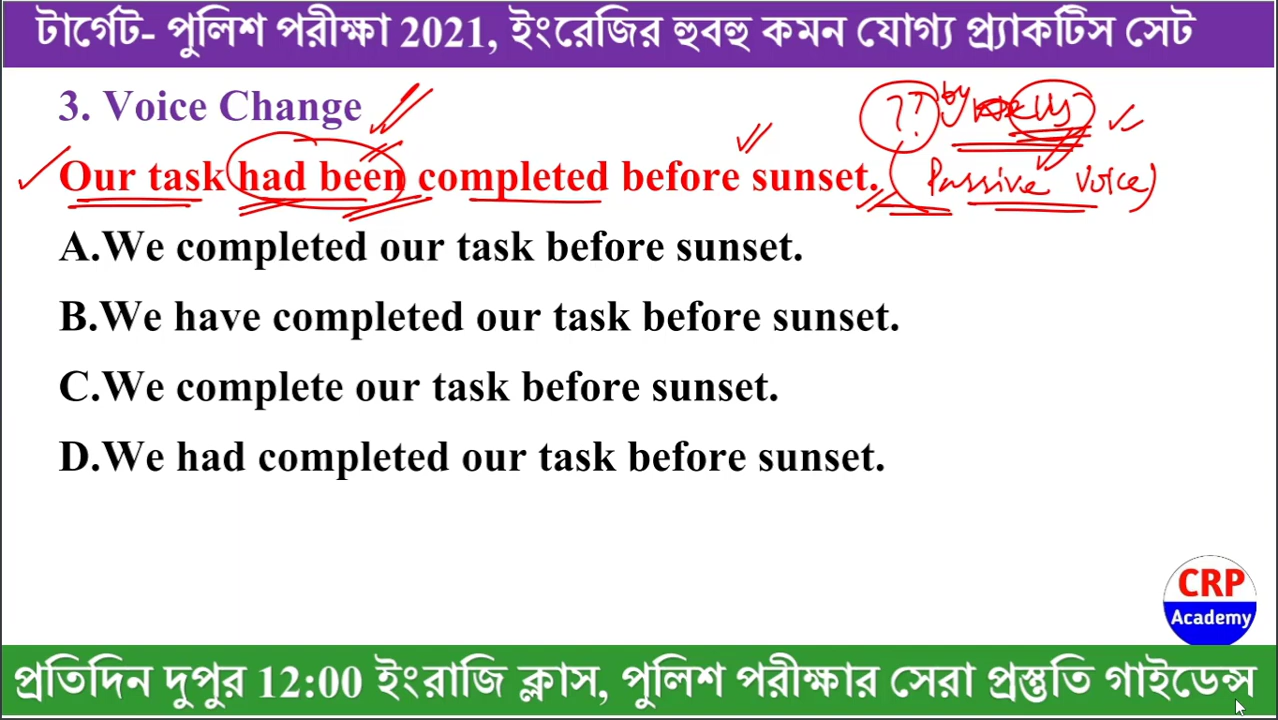 টার্গেট- পুলিশ পরীক্ষা 2021, ইংরেজির হুবহু কমন যোগ্য প্র্যাকটিস সেট
3. Voice Change
?? by us
Our task had been completed before sunset. (Passive Voice)
A.We completed our task before sunset.
B.We have completed our task before sunset.
C.We complete our task before sunset.
D.We had completed our task before sunset.
CRP
Academy
প্রতিদিন দুপুর 12:00 ইংরাজি ক্লাস, পুলিশ পরীক্ষার সেরা প্রস্তুতি গাইডেন্স